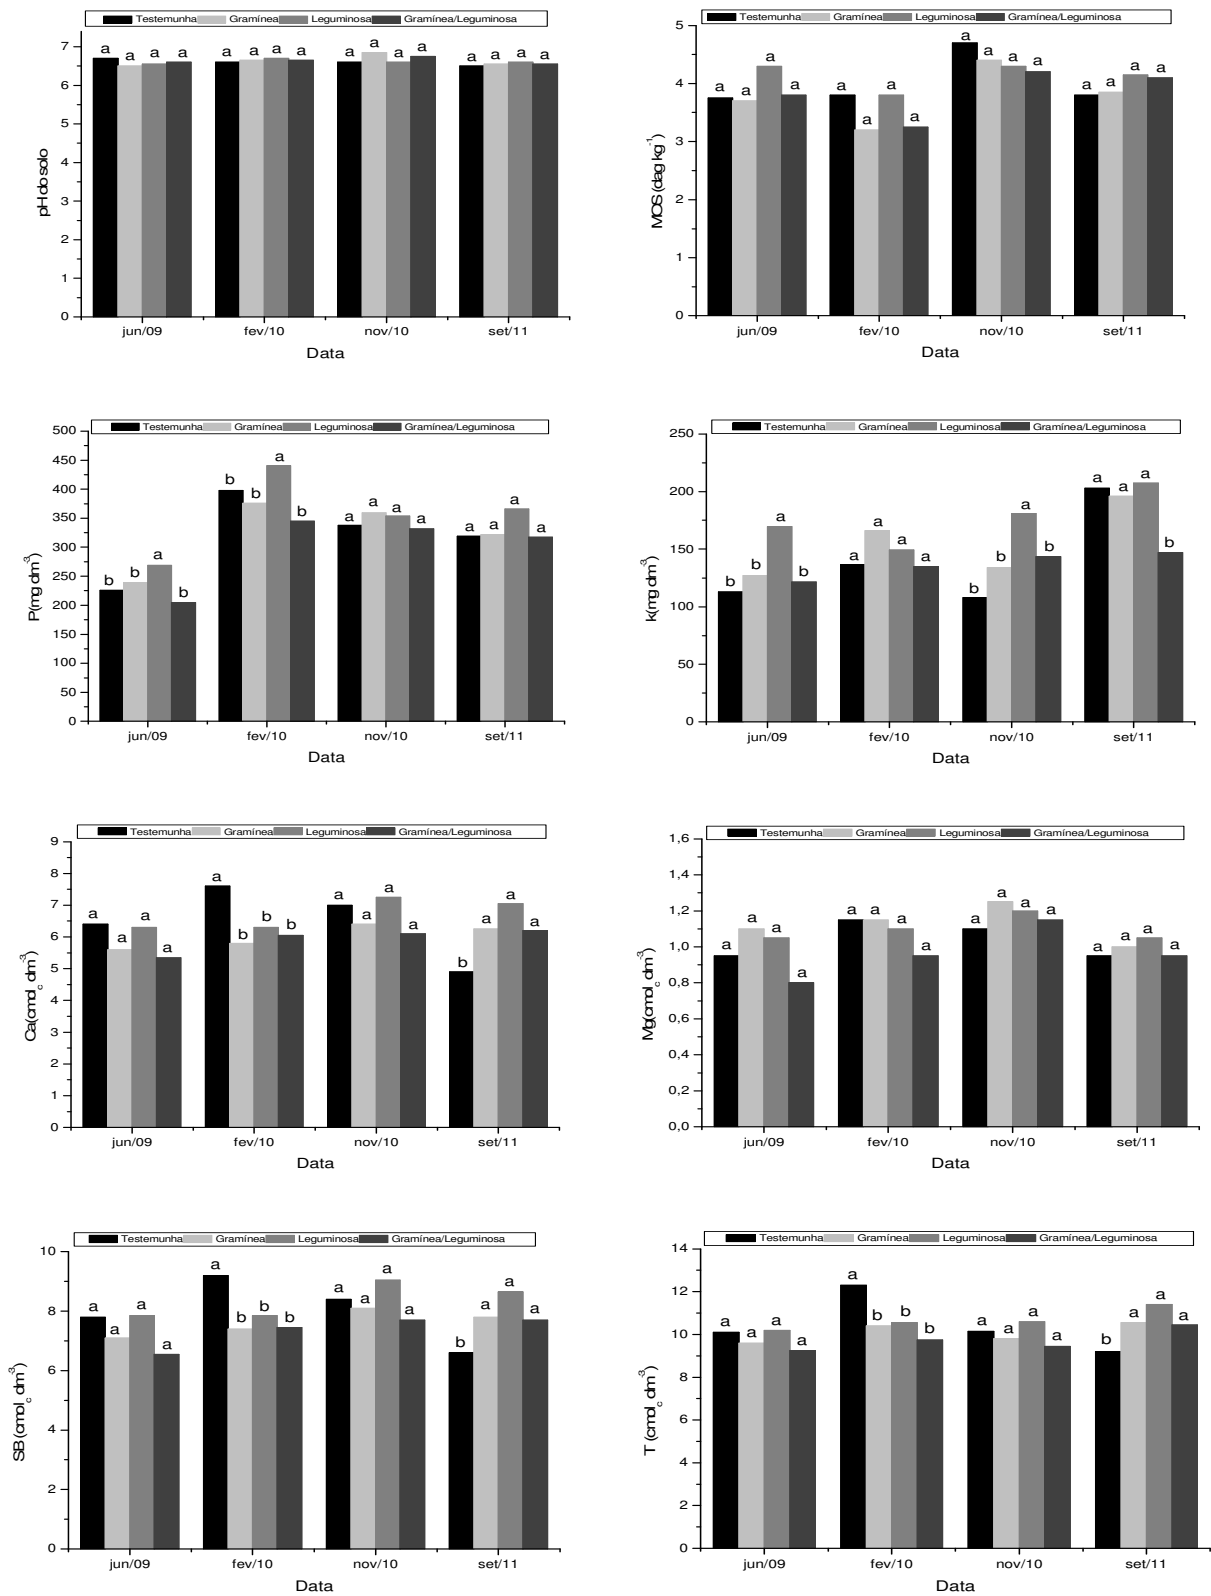 Testemunha Gramínea Leguminosa Gramínea/Leguminosa
a a a a a a a a a a a a a a a a
pH do solo
7
6
5
4
3
2
1
0
jun/09 fev/10 nov/10 set/11
Data
Testemunha Gramínea Leguminosa Gramínea/Leguminosa
a a a a a a a a a a a a a a a a
MOS (dag kg⁻¹)
5
4
3
2
1
0
jun/09 fev/10 nov/10 set/11
Data
Testemunha Gramínea Leguminosa Gramínea/Leguminosa
b b a b b b a b a a a a a a a a
P(mg dm⁻³)
500
450
400
350
300
250
200
150
100
50
0
jun/09 fev/10 nov/10 set/11
Data
Testemunha Gramínea Leguminosa Gramínea/Leguminosa
b b a b a a a a b b a b a a a b
k(mg dm⁻³)
250
200
150
100
50
0
jun/09 fev/10 nov/10 set/11
Data
Testemunha Gramínea Leguminosa Gramínea/Leguminosa
a a a a a b b b a a a a b a a a
Ca(cmol_c dm⁻³)
9
8
7
6
5
4
3
2
1
0
jun/09 fev/10 nov/10 set/11
Data
Testemunha Gramínea Leguminosa Gramínea/Leguminosa
a a a a a a a a a a a a a a a a
Mg(cmol_c dm⁻³)
1,6
1,4
1,2
1,0
0,8
0,6
0,4
0,2
0,0
jun/09 fev/10 nov/10 set/11
Data
Testemunha Gramínea Leguminosa Gramínea/Leguminosa
a a a a a b b b a a a a b a a a
SB (cmol_c dm⁻³)
10
8
6
4
2
0
jun/09 fev/10 nov/10 set/11
Data
Testemunha Gramínea Leguminosa Gramínea/Leguminosa
a a a a a b b b a a a a b a a a
T (cmol_c dm⁻³)
14
12
10
8
6
4
2
0
jun/09 fev/10 nov/10 set/11
Data